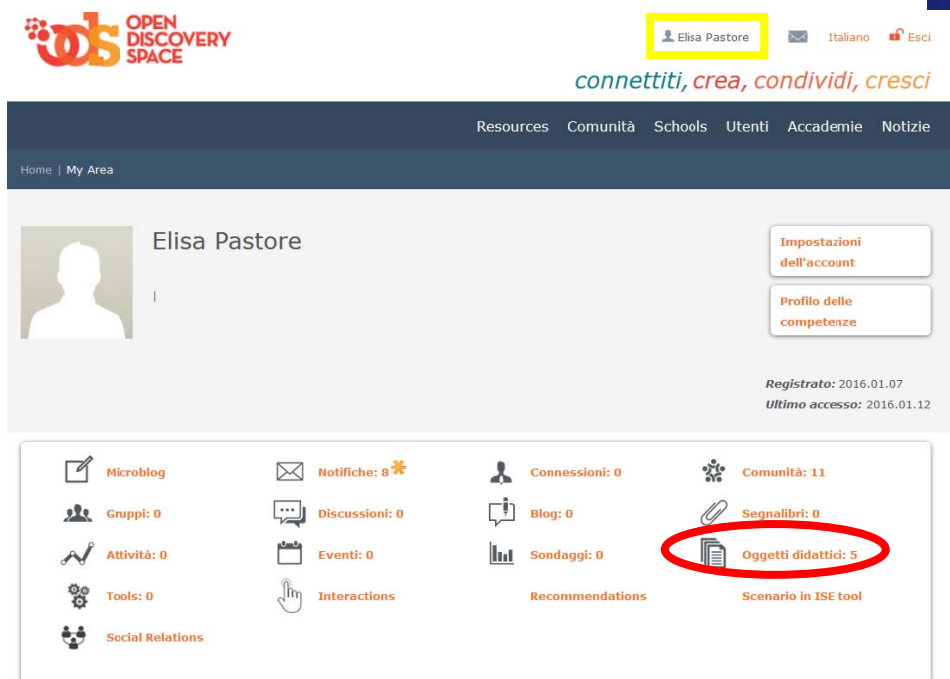 OPEN
DISCOVERY
SPACE
Elisa Pastore
Italiano
Esci
connettiti, crea, condividi, cresci
Resources Comunità Schools Utenti Accademie Notizie
Home | My Area
Elisa Pastore
|
Impostazioni
dell'account
Profilo delle
competenze
Registrato: 2016.01.07
Ultimo accesso: 2016.01.12
Microblog
Notifiche: 8
Connessioni: 0
Comunità: 11
Gruppi: 0
Discussioni: 0
Blog: 0
Segnalibri: 0
Attività: 0
Eventi: 0
Sondaggi: 0
Oggetti didattici: 5
Tools: 0
Interactions
Recommendations
Scenario in ISE tool
Social Relations